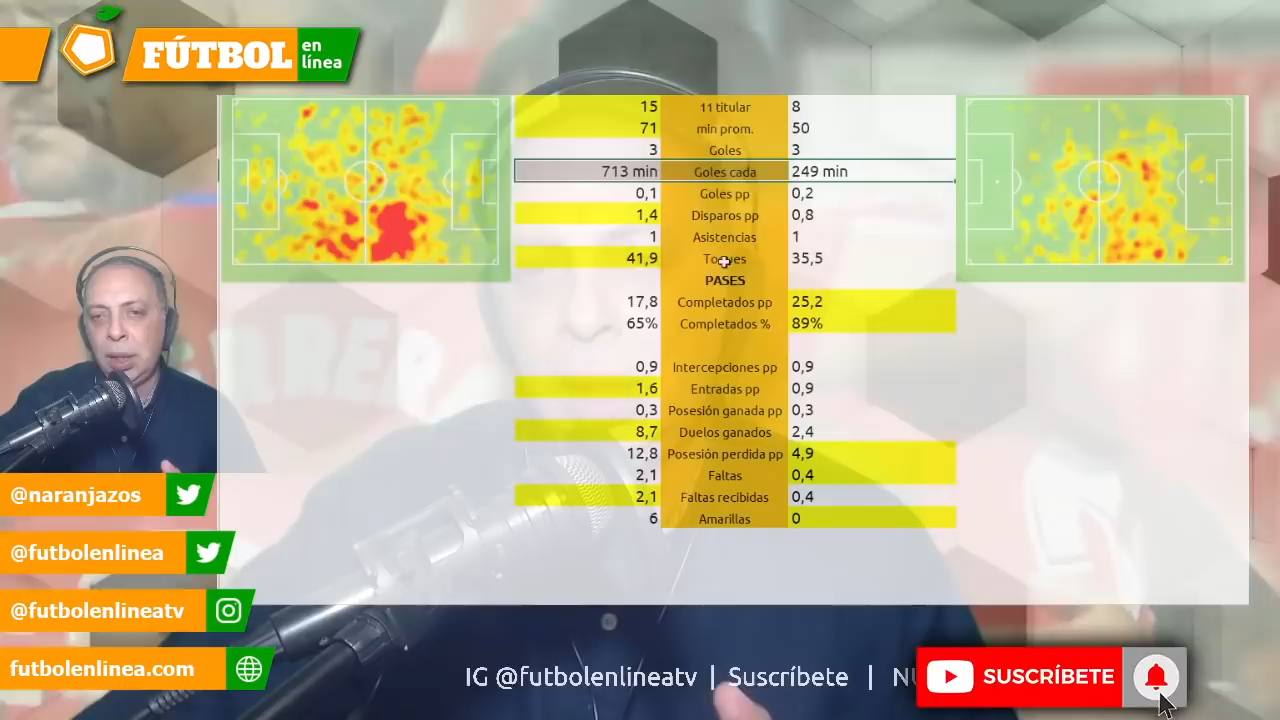 FÚTBOL en línea
15 11 titular 8
71 min prom. 50
3 Goles 3
713 min Goles cada 249 min
0,1 Goles pp 0,2
1,4 Disparos pp 0,8
1 Asistencias 1
41,9 Toques 35,5
PASES
17,8 Completados pp 25,2
65% Completados % 89%
0,9 Intercepciones pp 0,9
1,6 Entradas pp 0,9
0,3 Posesión ganada pp 0,3
8,7 Duelos ganados 2,4
12,8 Posesión perdida pp 4,9
2,1 Faltas 0,4
2,1 Faltas recibidas 0,4
6 Amarillas 0
@naranjazos
@futbolenlinea
@futbolenlineatv
futbolenlinea.com
IG @futbolenlineatv | Suscríbete |
SUSCRÍBETE